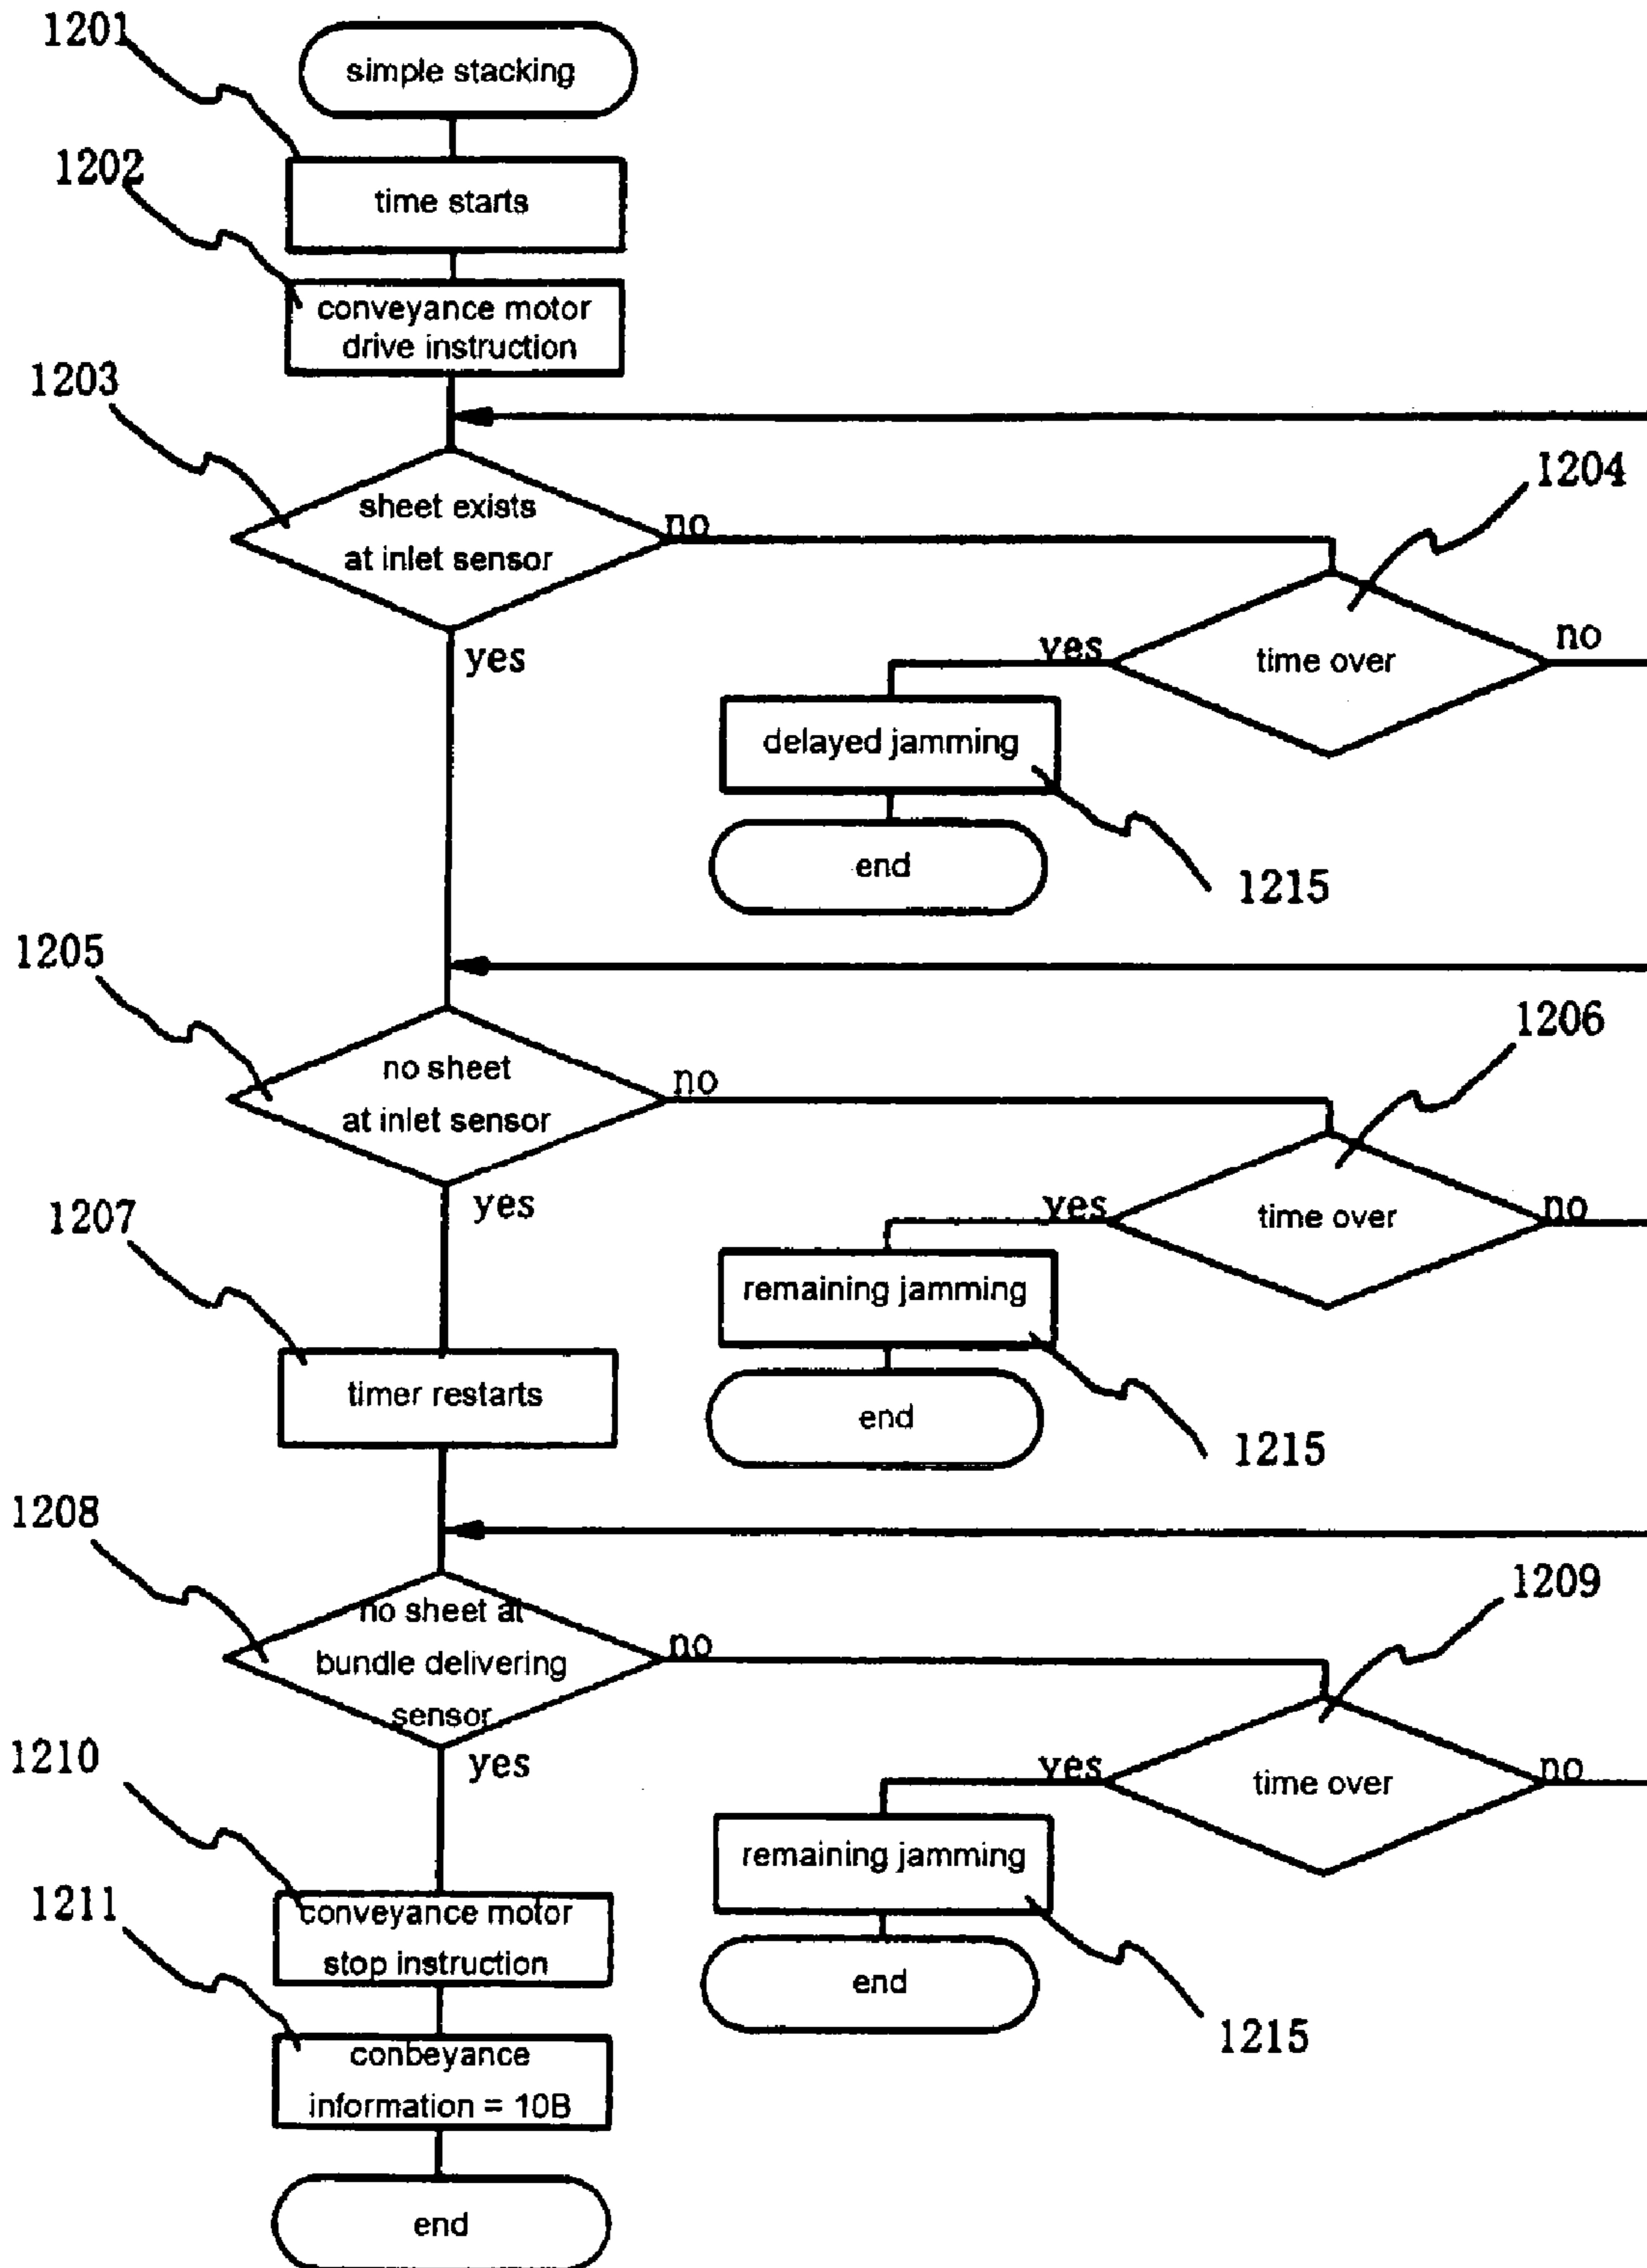 1201
simple stacking
1202
time starts
conveyance motor
drive instruction
1203
1204
sheet exists
at inlet sensor
no
yes
yes
time over
no
delayed jamming
end
1215
1205
1206
no sheet
at inlet sensor
no
yes
yes
time over
no
1207
remaining jamming
timer restarts
end
1215
1208
1209
no sheet at
bundle delivering
sensor
no
yes
yes
time over
no
1210
remaining jamming
1211
conveyance motor
stop instruction
end
1215
conbeyance
information = 10B
end